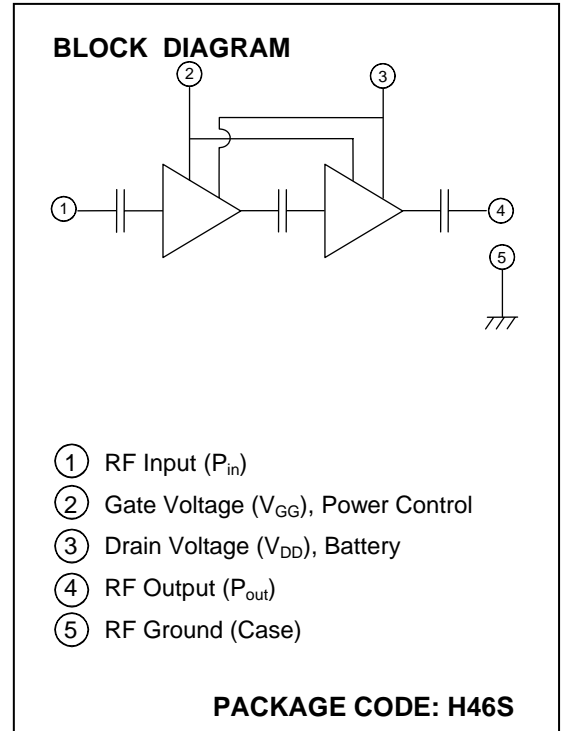 BLOCK DIAGRAM
② ③
① ④
⑤
① RF Input (Pin)
② Gate Voltage (VGG), Power Control
③ Drain Voltage (VDD), Battery
④ RF Output (Pout)
⑤ RF Ground (Case)
PACKAGE CODE: H46S